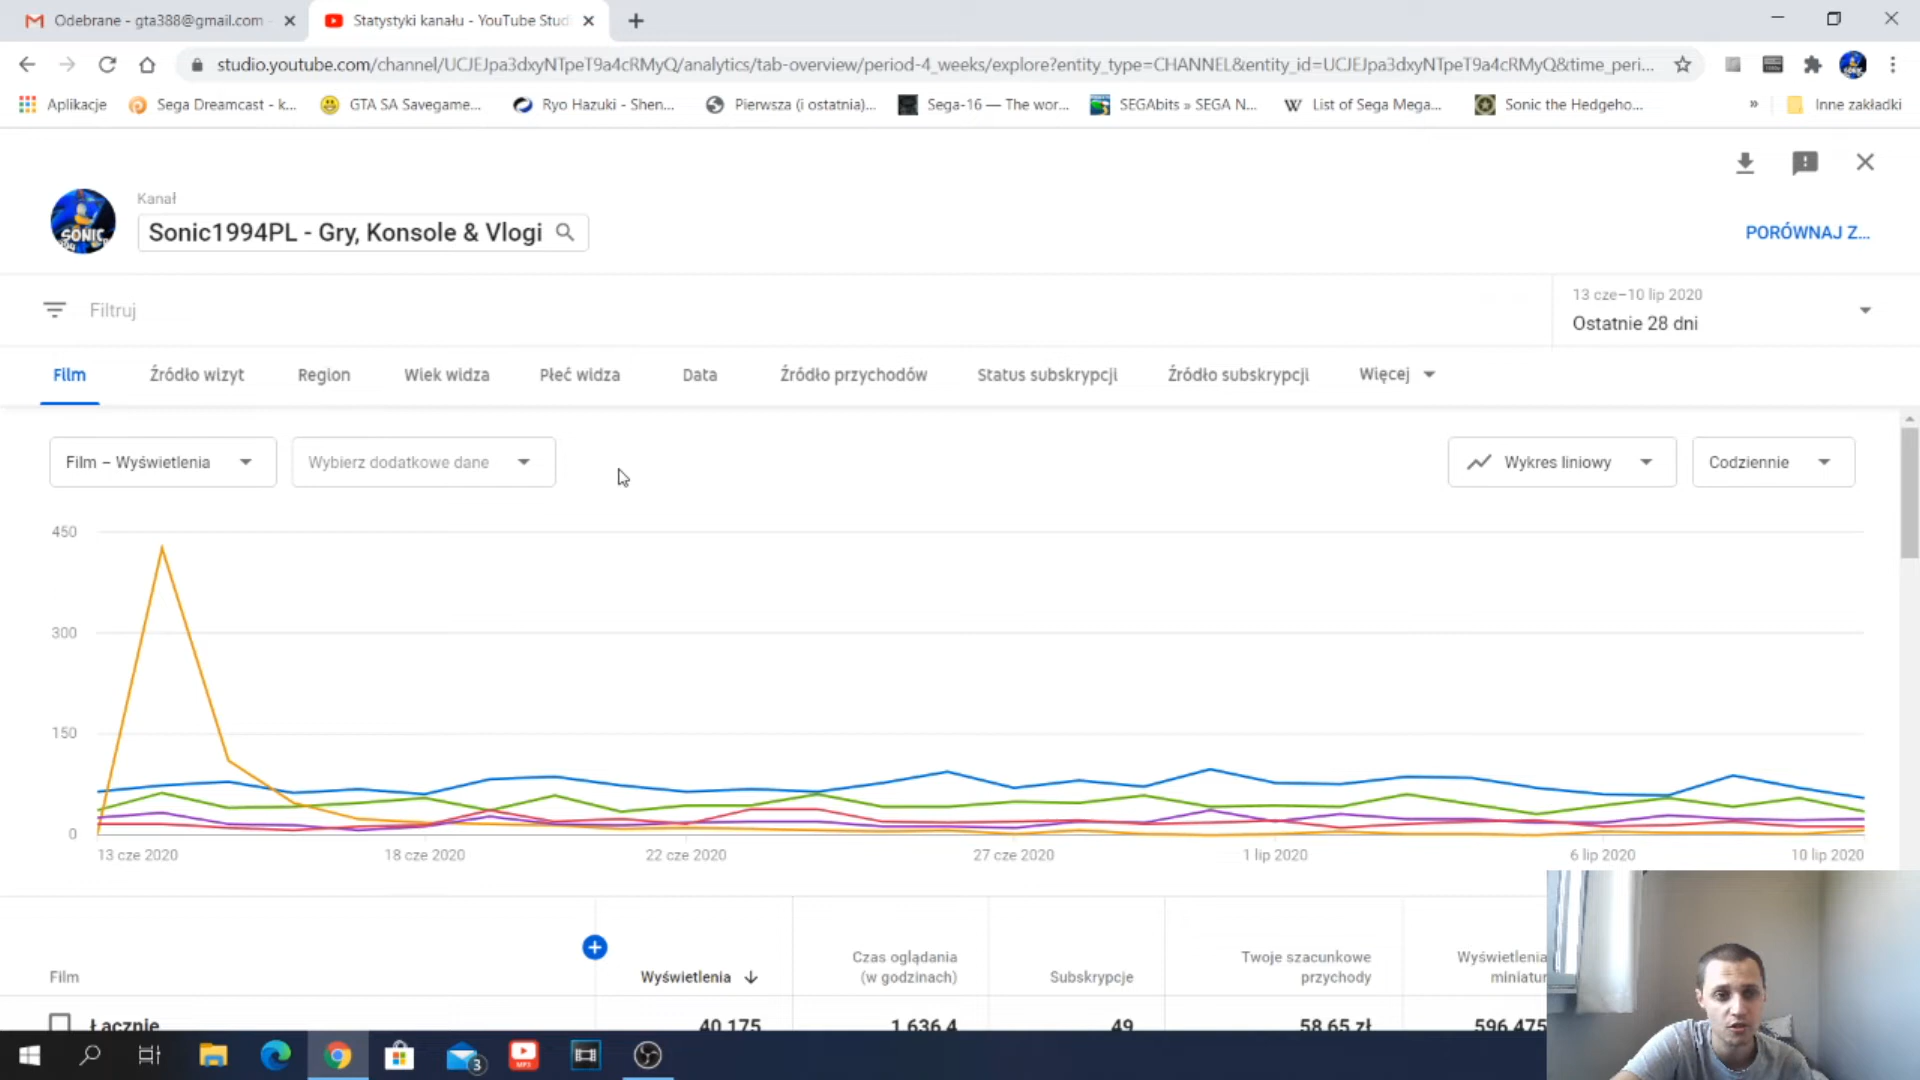 Odebrane - gta388@gmail.com
Statystyki kanału - YouTube Stud
studio.youtube.com/channel/UCJEJpa3dxyNTpeT9a4cRMyQ/analytics/tab-overview/period-4_weeks/explore?entity_type=CHANNEL&entity_id=UCJEJpa3dxyNTpeT9a4cRMyQ&time_peri...
Aplikacje
Sega Dreamcast - k...
GTA SA Savegame...
Ryo Hazuki - Shen...
Pierwsza (i ostatnia)...
Sega-16 — The wor...
SEGAbits » SEGA N...
List of Sega Mega...
Sonic the Hedgeho...
»
Inne zakładki
SONIC
Kanał
Sonic1994PL - Gry, Konsole & Vlogi
PORÓWNAJ Z...
Filtruj
13 cze–10 lip 2020
Ostatnie 28 dni
Film
Źródło wizyt
Region
Wiek widza
Płeć widza
Data
Źródło przychodów
Status subskrypcji
Źródło subskrypcji
Więcej
Film – Wyświetlenia
Wybierz dodatkowe dane
Wykres liniowy
Codziennie
450
300
150
0
13 cze 2020
18 cze 2020
22 cze 2020
27 cze 2020
1 lip 2020
6 lip 2020
10 lip 2020
Film
Wyświetlenia
Czas oglądania
(w godzinach)
Subskrypcje
Twoje szacunkowe
przychody
Wyświetlenia
miniatur
Łącznie
40 175
1 636,4
49
58,65 zł
596 475
3
MP3